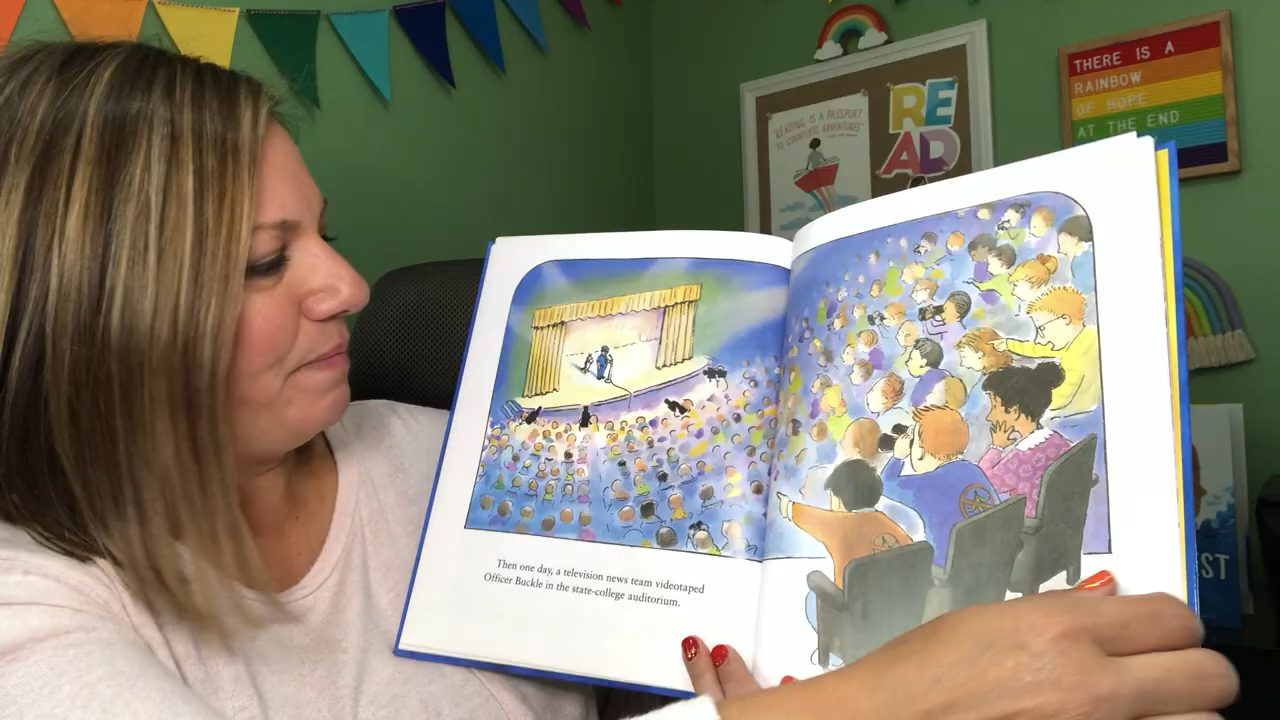 "READING IS A PASSPORT
TO COUNTLESS ADVENTURES"
READ
THERE IS A
RAINBOW
OF HOPE
AT THE END
Then one day, a television news team videotaped
Officer Buckle in the state-college auditorium.